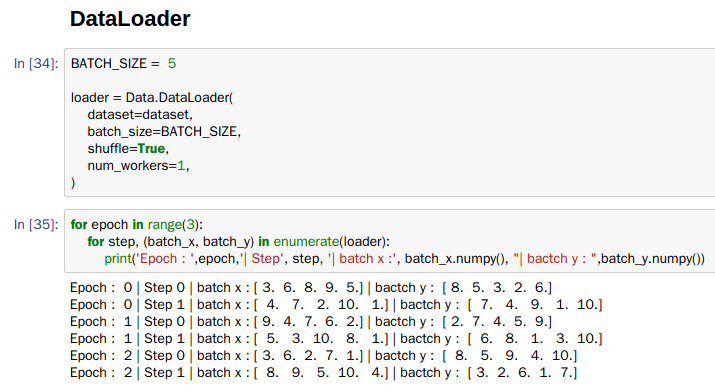 DataLoader
In [34]: BATCH_SIZE = 5
loader = Data.DataLoader(
dataset=dataset,
batch_size=BATCH_SIZE,
shuffle=True,
num_workers=1,
)
In [35]: for epoch in range(3):
for step, (batch_x, batch_y) in enumerate(loader):
print('Epoch : ',epoch,'| Step', step, '| batch x :', batch_x.numpy(), "| bactch y : ",batch_y.numpy())
Epoch : 0 | Step 0 | batch x : [ 3. 6. 8. 9. 5.] | bactch y : [ 8. 5. 3. 2. 6.]
Epoch : 0 | Step 1 | batch x : [ 4. 7. 2. 10. 1.] | bactch y : [ 7. 4. 9. 1. 10.]
Epoch : 1 | Step 0 | batch x : [ 9. 4. 7. 6. 2.] | bactch y : [ 2. 7. 4. 5. 9.]
Epoch : 1 | Step 1 | batch x : [ 5. 3. 10. 8. 1.] | bactch y : [ 6. 8. 1. 3. 10.]
Epoch : 2 | Step 0 | batch x : [ 3. 6. 2. 7. 1.] | bactch y : [ 8. 5. 9. 4. 10.]
Epoch : 2 | Step 1 | batch x : [ 8. 9. 5. 10. 4.] | bactch y : [ 3. 2. 6. 1. 7.]